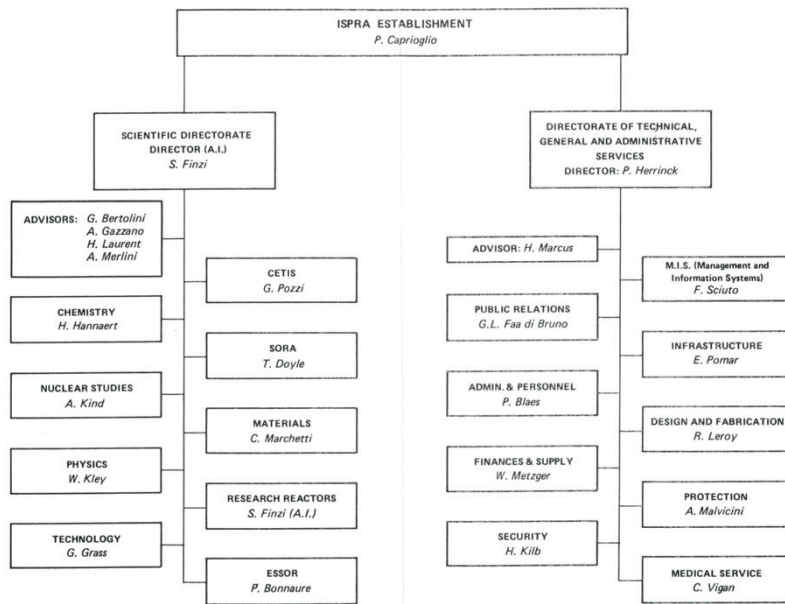 ISPRA ESTABLISHMENT
P. Caprioglio
SCIENTIFIC DIRECTORATE
DIRECTOR (A.I.)
S. Finzi
ADVISORS: G. Bertolini
A. Gazzano
H. Laurent
A. Merlini
CETIS
G. Pozzi
CHEMISTRY
H. Hannaert
SORA
T. Doyle
NUCLEAR STUDIES
A. Kind
MATERIALS
C. Marchetti
PHYSICS
W. Kley
RESEARCH REACTORS
S. Finzi (A.I.)
TECHNOLOGY
G. Grass
ESSOR
P. Bonnaure
DIRECTORATE OF TECHNICAL,
GENERAL AND ADMINISTRATIVE
SERVICES
DIRECTOR: P. Herrinck
ADVISOR: H. Marcus
M.I.S. (Management and
Information Systems)
F. Sciuto
PUBLIC RELATIONS
G.L. Faa di Bruno
INFRASTRUCTURE
E. Pomar
ADMIN. & PERSONNEL
P. Blaes
DESIGN AND FABRICATION
R. Leroy
FINANCES & SUPPLY
W. Metzger
PROTECTION
A. Malvicini
SECURITY
H. Kilb
MEDICAL SERVICE
C. Vigan